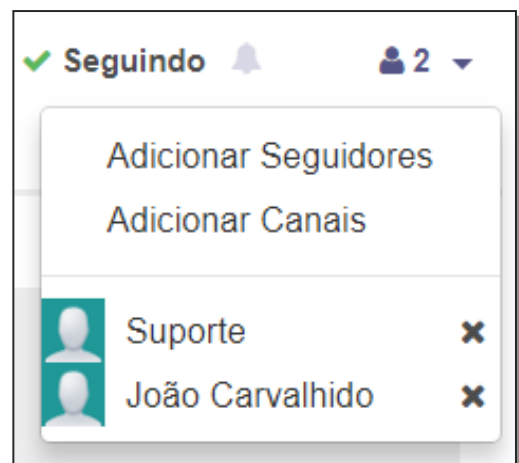 Seguindo 2
Adicionar Seguidores
Adicionar Canais
Suporte
João Carvalhido